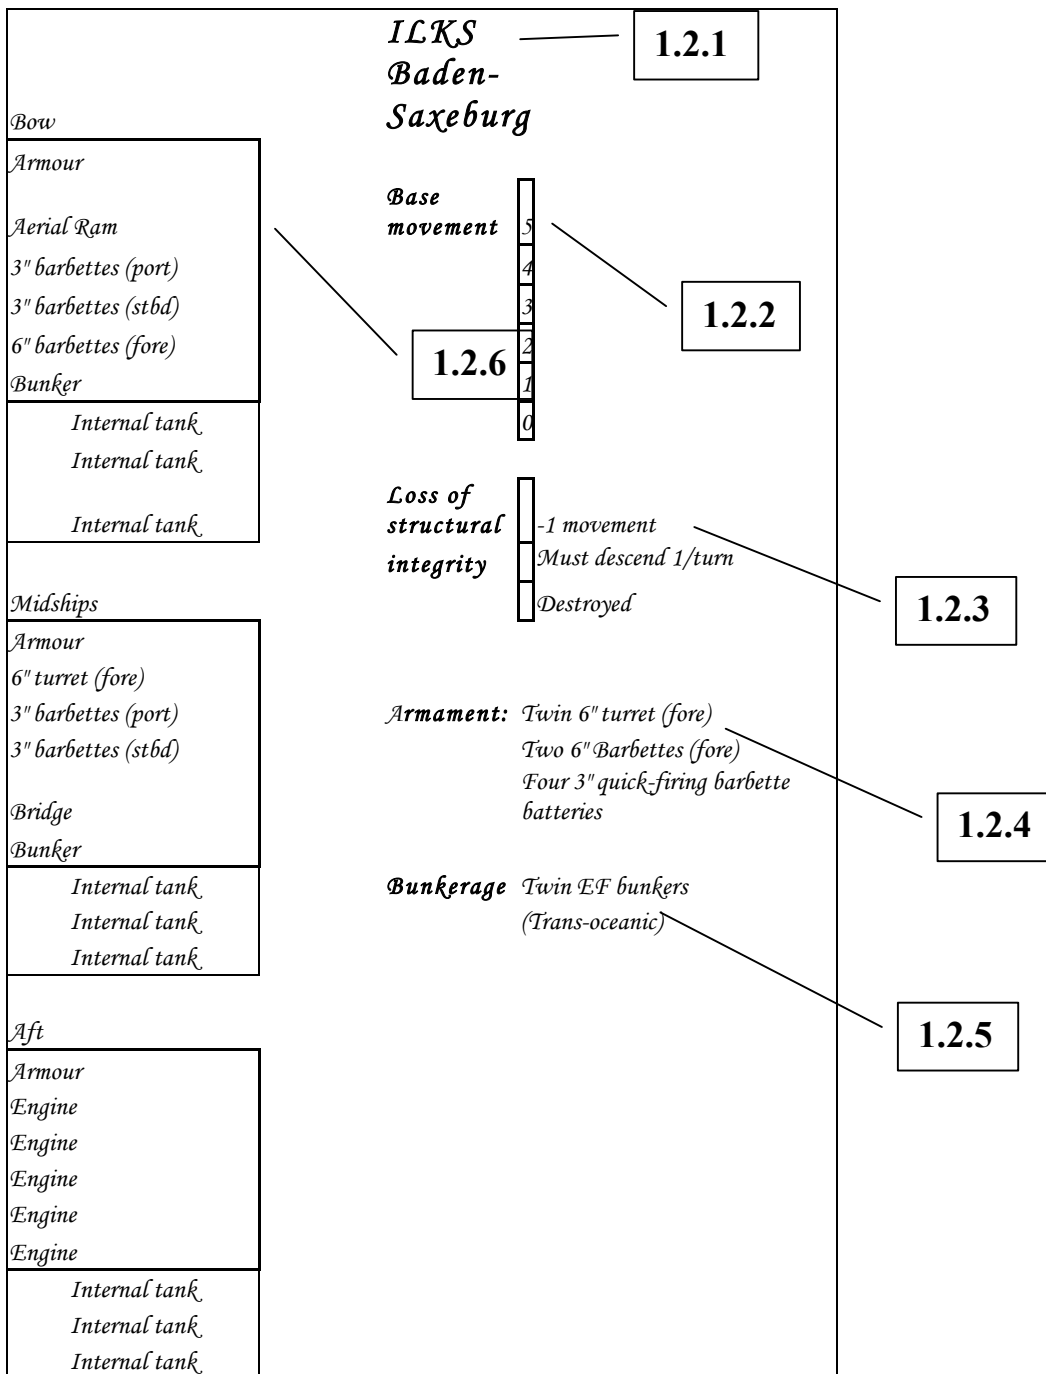 ILKS
Baden-
Saxeburg
1.2.1
Bow
Armour
Aerial Ram
3" barbettes (port)
3" barbettes (stbd)
6" barbettes (fore)
Bunker
Internal tank
Internal tank
Internal tank
Base
movement
5
4
3
2
1
0
1.2.2
1.2.6
Loss of
structural
integrity
-1 movement
Must descend 1/turn
Destroyed
1.2.3
Midships
Armour
6" turret (fore)
3" barbettes (port)
3" barbettes (stbd)
Bridge
Bunker
Internal tank
Internal tank
Internal tank
Armament: Twin 6" turret (fore)
Two 6" Barbettes (fore)
Four 3" quick-firing barbette
batteries
1.2.4
Bunkerage Twin EF bunkers
(Trans-oceanic)
1.2.5
Aft
Armour
Engine
Engine
Engine
Engine
Engine
Internal tank
Internal tank
Internal tank